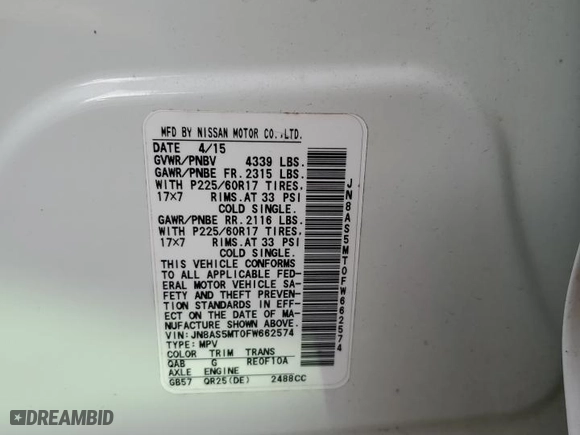 MFD BY NISSAN MOTOR CO.,LTD.
DATE 4/15
GVWR/PNBV 4339 LBS.
GAWR/PNBE FR. 2315 LBS.
WITH P225/60R17 TIRES.
17×7 RIMS. AT 33 PSI
COLD SINGLE.
GAWR/PNBE RR. 2116 LBS.
WITH P225/60R17 TIRES.
17×7 RIMS. AT 33 PSI
COLD SINGLE.
THIS VEHICLE CONFORMS
TO ALL APPLICABLE FED-
ERAL MOTOR VEHICLE SA-
FETY AND THEFT PREVEN-
TION STANDARDS IN EFF-
ECT ON THE DATE OF MA-
NUFACTURE SHOWN ABOVE.
VIN: JN8AS5MT0FW662574
TYPE: MPV
COLOR TRIM TRANS
QAB G RE0F10A
AXLE ENGINE
GB57 QR25(DE) 2488CC
JN8AS5MT0FW662574
DREAMBID